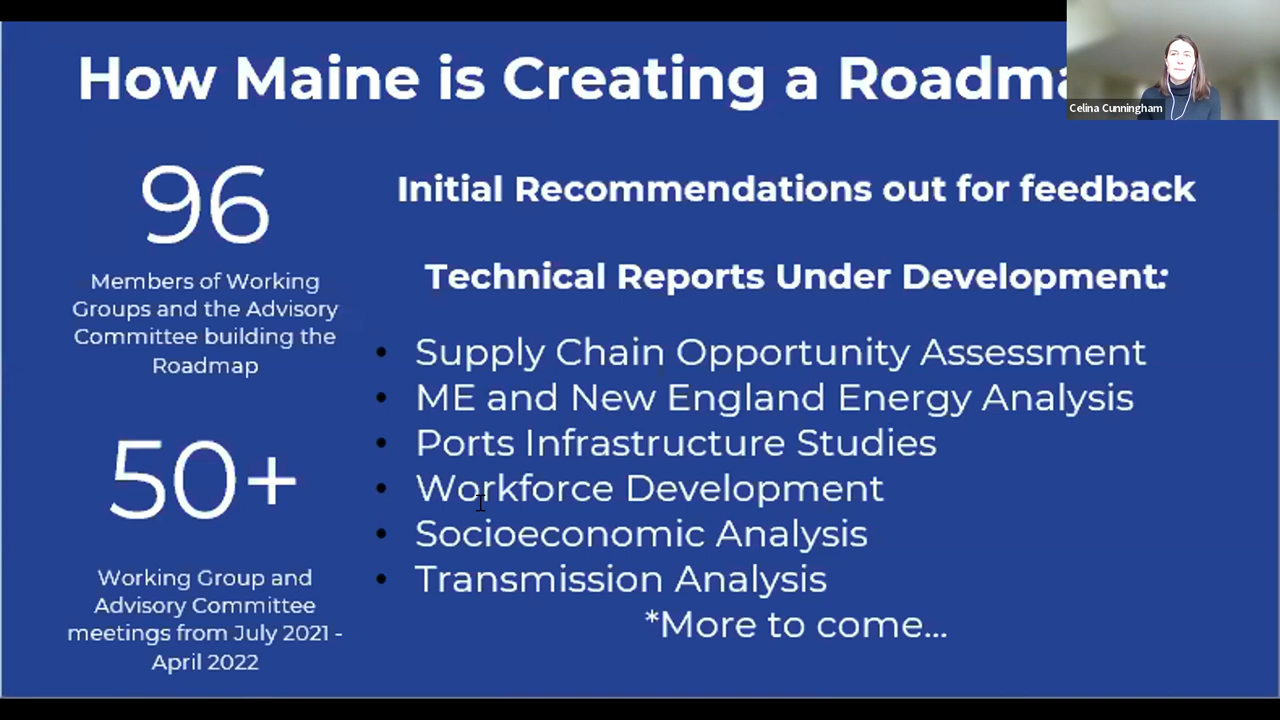 How Maine is Creating a Roadma
Celina Cunningham
96
Members of Working
Groups and the Advisory
Committee building the
Roadmap
50+
Working Group and
Advisory Committee
meetings from July 2021 -
April 2022
Initial Recommendations out for feedback
Technical Reports Under Development:
• Supply Chain Opportunity Assessment
• ME and New England Energy Analysis
• Ports Infrastructure Studies
• Workforce Development
• Socioeconomic Analysis
• Transmission Analysis
*More to come...